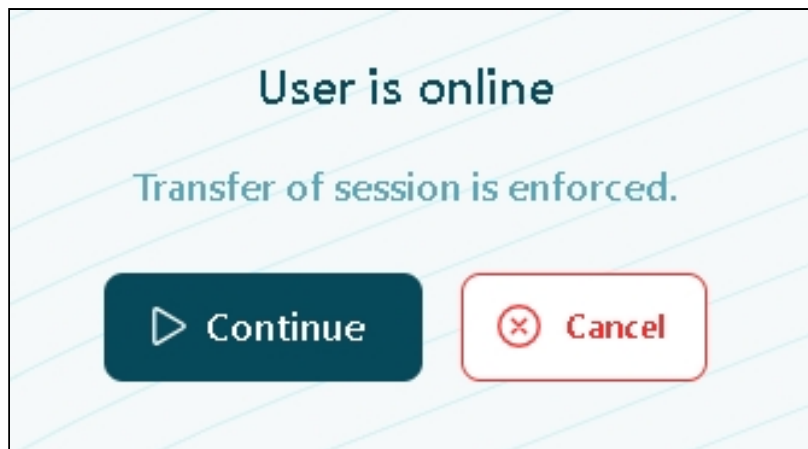 User is online
Transfer of session is enforced.
Continue Cancel